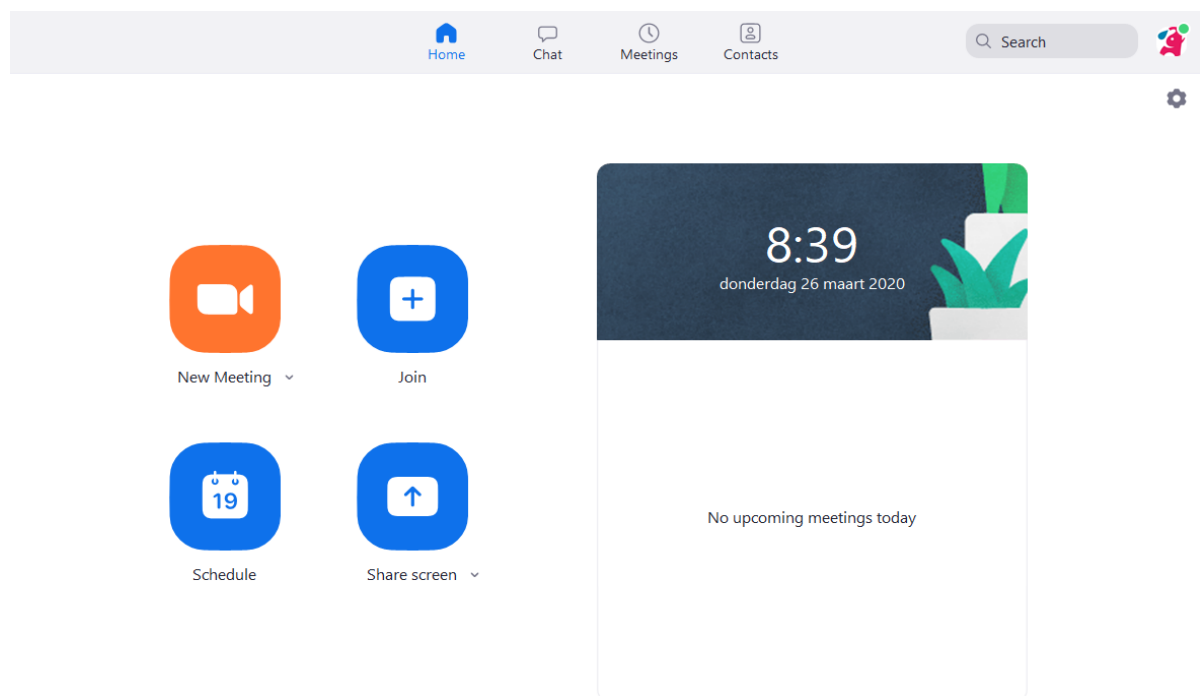 Home
Chat
Meetings
Contacts
Search
8:39
donderdag 26 maart 2020
New Meeting
Join
19
Schedule
Share screen
No upcoming meetings today